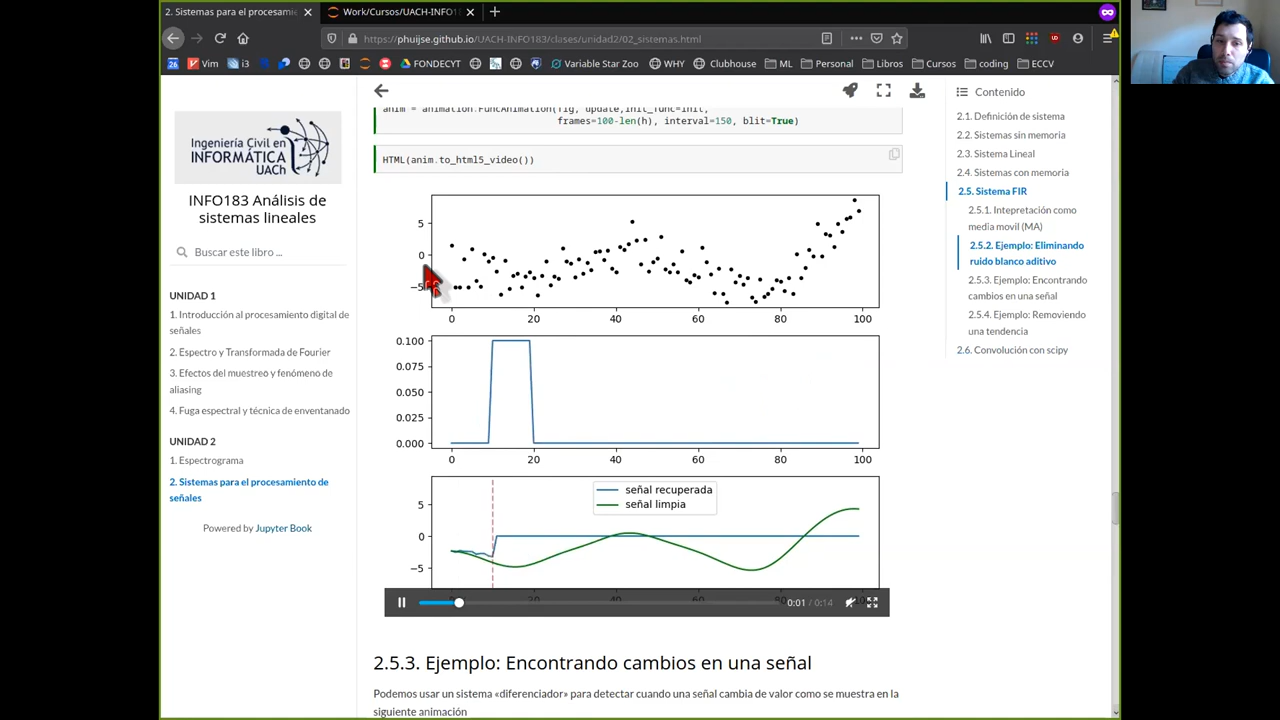 2. Sistemas para el procesamie
Work/Cursos/UACH-INFO1
https://phuijse.github.io/UACH-INFO183/clases/unidad2/02_sistemas.html
26
Vim
i3
FONDECYT
Variable Star Zoo
WHY
Clubhouse
ML
Personal
Libros
Cursos
coding
ECCV
Ingeniería Civil en
INFORMÁTICA
UACh
INFO183 Análisis de
sistemas lineales
Buscar este libro ...
UNIDAD 1
1. Introducción al procesamiento digital de
señales
2. Espectro y Transformada de Fourier
3. Efectos del muestreo y fenómeno de
aliasing
4. Fuga espectral y técnica de enventanado
UNIDAD 2
1. Espectrograma
2. Sistemas para el procesamiento de
señales
Powered by Jupyter Book
anim = animation.FuncAnimation(fig, update,init_func=init,
frames=100-len(h), interval=150, blit=True)
HTML(anim.to_html5_video())
5
0
−5
0 20 40 60 80 100
0.100
0.075
0.050
0.025
0.000
0 20 40 60 80 100
señal recuperada
señal limpia
5
0
−5
0:01 / 0:14
2.5.3. Ejemplo: Encontrando cambios en una señal
Podemos usar un sistema «diferenciador» para detectar cuando una señal cambia de valor como se muestra en la
siguiente animación
Contenido
2.1. Definición de sistema
2.2. Sistemas sin memoria
2.3. Sistema Lineal
2.4. Sistemas con memoria
2.5. Sistema FIR
2.5.1. Intepretación como
media movil (MA)
2.5.2. Ejemplo: Eliminando
ruido blanco aditivo
2.5.3. Ejemplo: Encontrando
cambios en una señal
2.5.4. Ejemplo: Removiendo
una tendencia
2.6. Convolución con scipy